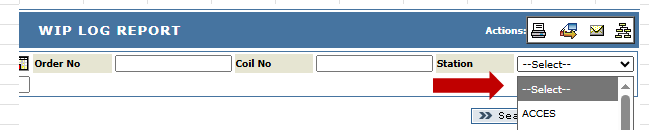 WIP LOG REPORT
Actions:
Order No
Coil No
Station
--Select--
--Select--
ACCES
Sea